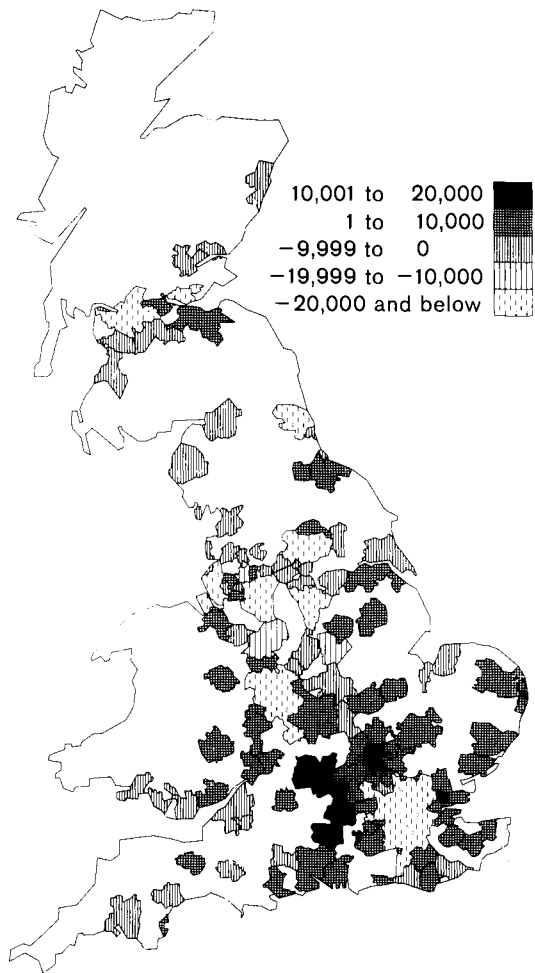 10,001 to 20,000
1 to 10,000
−9,999 to 0
−19,999 to −10,000
−20,000 and below